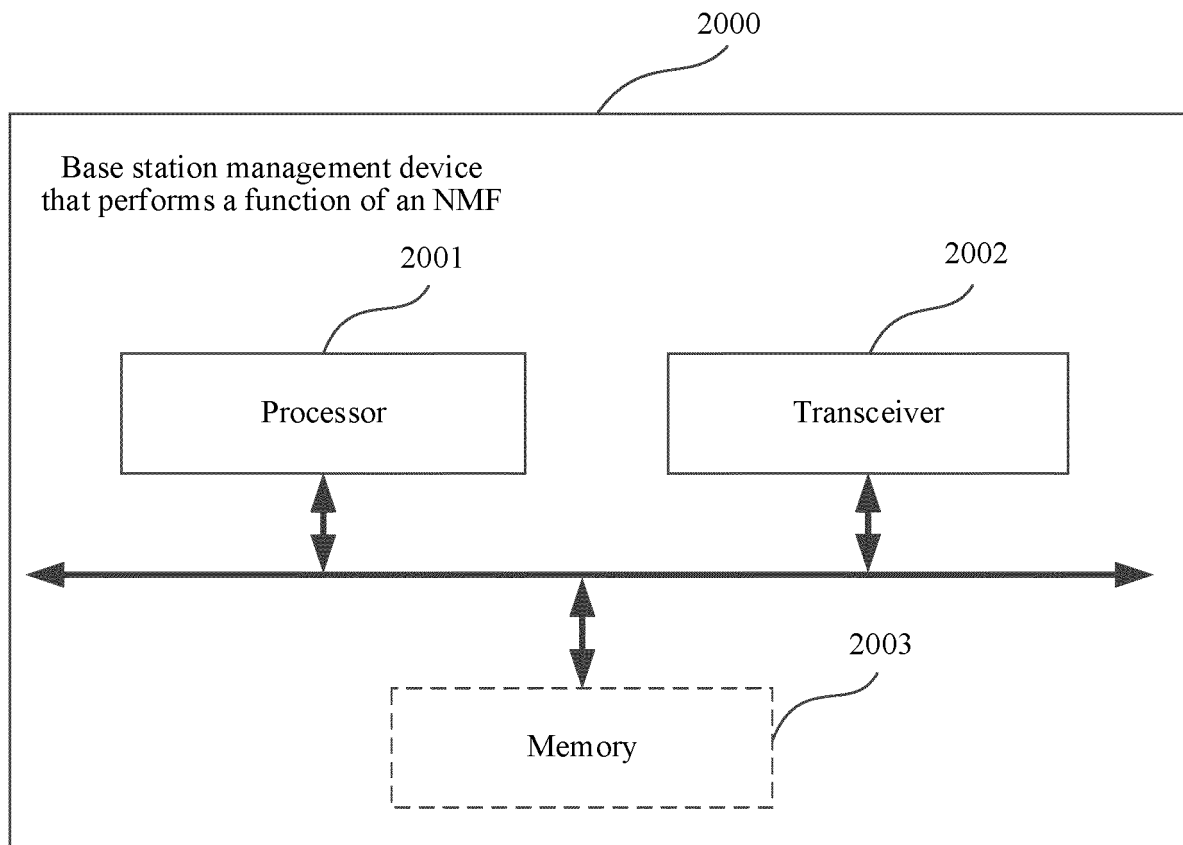 2000
Base station management device
that performs a function of an NMF
2001
2002
Processor
Transceiver
2003
Memory